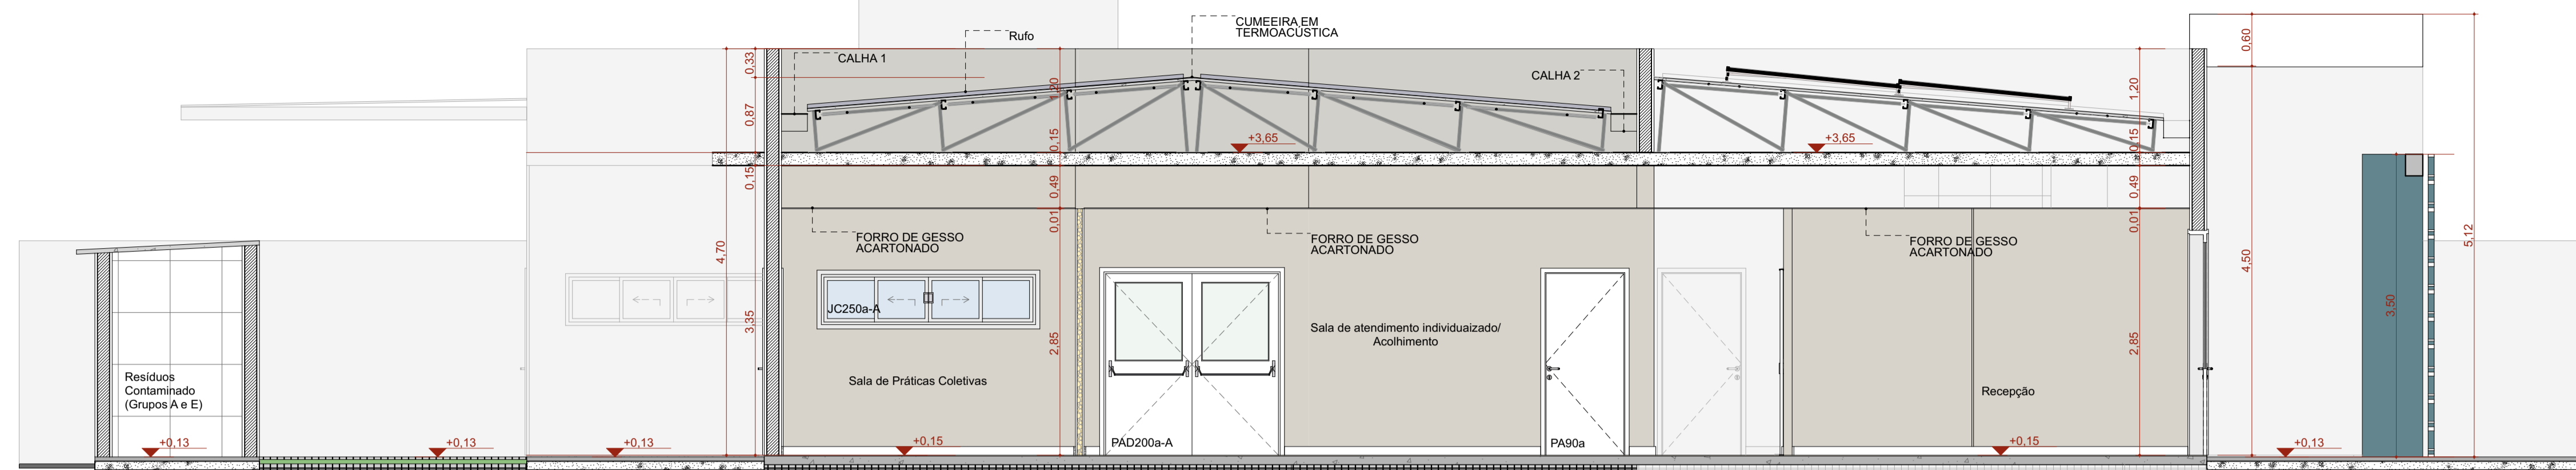 CUMEEIRA EM
TERMOACÚSTICA
Rufo
CALHA 1
CALHA 2
0,33
0,87
0,15
4,70
3,35
1,20
0,15
0,49
0,01
2,85
+3,65
+3,65
1,20
0,15
0,49
0,01
2,85
0,60
4,50
5,12
3,50
FORRO DE GESSO
ACARTONADO
FORRO DE GESSO
ACARTONADO
FORRO DE GESSO
ACARTONADO
JC250a-A
Sala de Práticas Coletivas
Sala de atendimento individuaizado/
Acolhimento
Recepção
Resíduos
Contaminado
(Grupos A e E)
PAD200a-A
PA90a
+0,13
+0,13
+0,13
+0,15
+0,15
+0,13